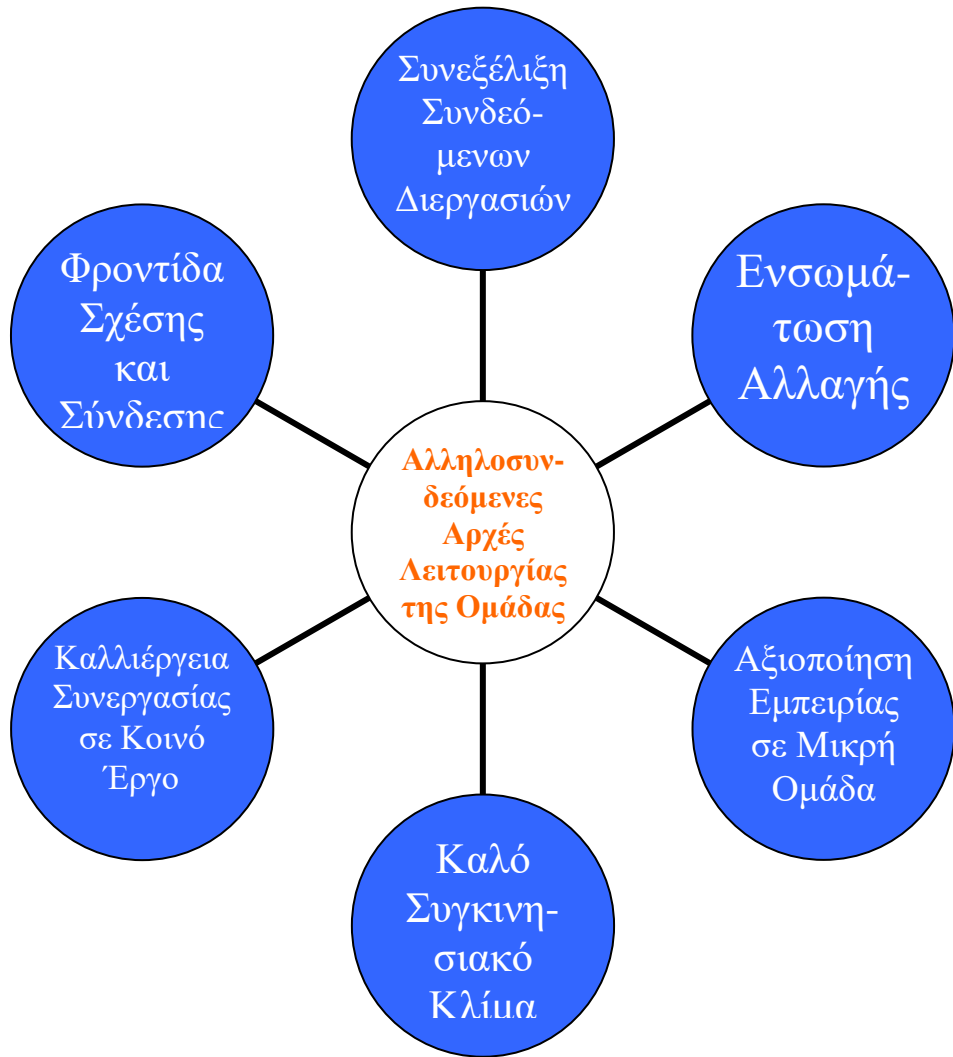 Συνεξέλιξη
Συνδεό-
μενων
Διεργασιών
Φροντίδα
Σχέσης
και
Σύνδεσης
Ενσωμά-
τωση
Αλλαγής
Αλληλοσυν-
δεόμενες
Αρχές
Λειτουργίας
της Ομάδας
Καλλιέργεια
Συνεργασίας
σε Κοινό
Έργο
Αξιοποίηση
Εμπειρίας
σε Μικρή
Ομάδα
Καλό
Συγκινη-
σιακό
Κλίμα